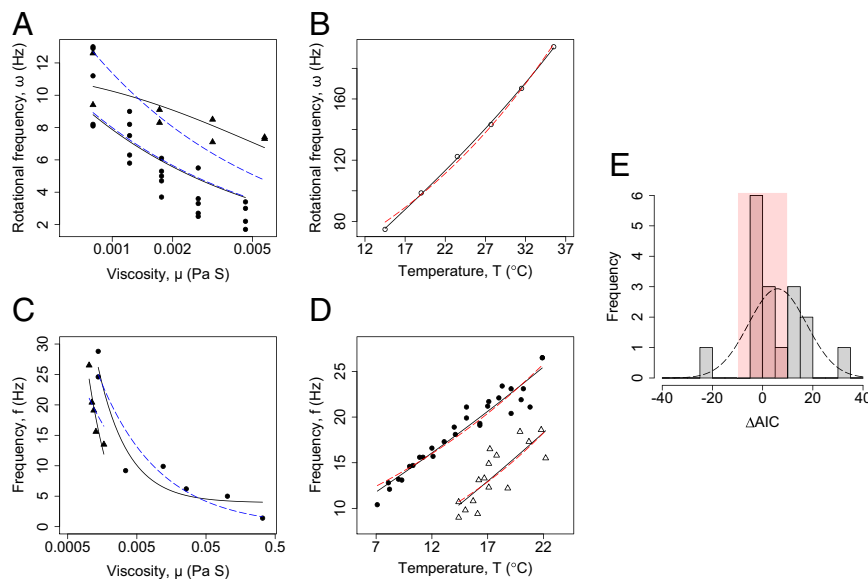 A
Rotational frequency, ω (Hz)
12
10
8
6
4
2
0.001 0.002 0.005
Viscosity, μ (Pa S)
B
Rotational frequency, ω (Hz)
160
120
80
12 17 22 27 32 37
Temperature, T (°C)
C
Frequency, f (Hz)
30
25
20
15
10
5
0
0.0005 0.005 0.05 0.5
Viscosity, μ (Pa S)
D
Frequency, f (Hz)
25
20
15
10
7 12 17 22
Temperature, T (°C)
E
Frequency
6
5
4
3
2
1
0
-40 -20 0 20 40
ΔAIC